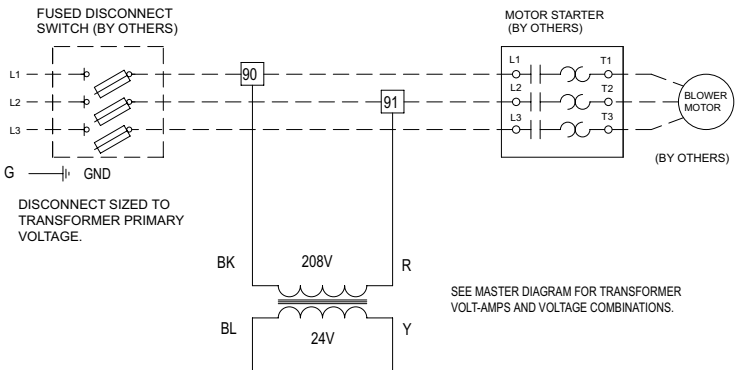 FUSED DISCONNECT
SWITCH (BY OTHERS)
MOTOR STARTER
(BY OTHERS)
L1
90
L1
T1
L2
91
L2
T2
BLOWER
MOTOR
L3
L3
T3
(BY OTHERS)
G
GND
DISCONNECT SIZED TO
TRANSFORMER PRIMARY
VOLTAGE.
BK
208V
R
SEE MASTER DIAGRAM FOR TRANSFORMER
VOLT-AMPS AND VOLTAGE COMBINATIONS.
BL
24V
Y